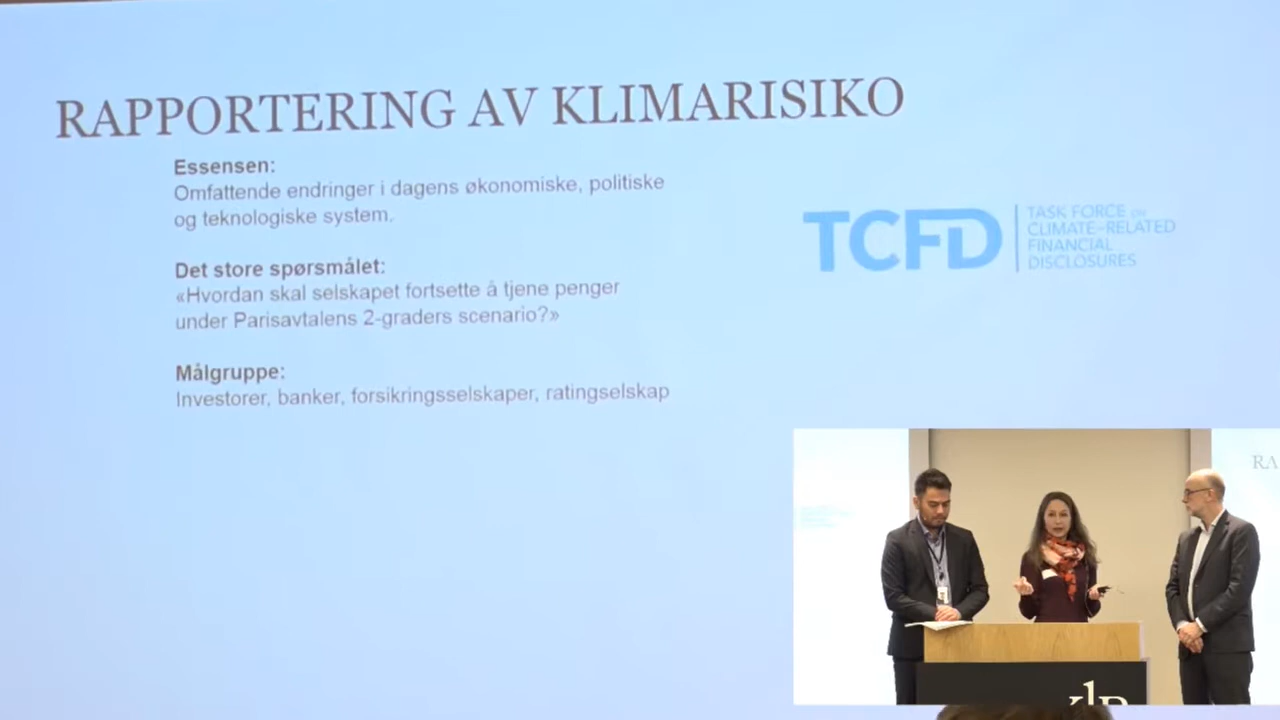 RAPPORTERING AV KLIMARISIKO
Essensen:
Omfattende endringer i dagens økonomiske, politiske
og teknologiske system.
Det store spørsmålet:
«Hvordan skal selskapet fortsette å tjene penger
under Parisavtalens 2-graders scenario?»
Målgruppe:
Investorer, banker, forsikringsselskaper, ratingselskap
TCFD
TASK FORCE ON
CLIMATE-RELATED
FINANCIAL
DISCLOSURES
RA